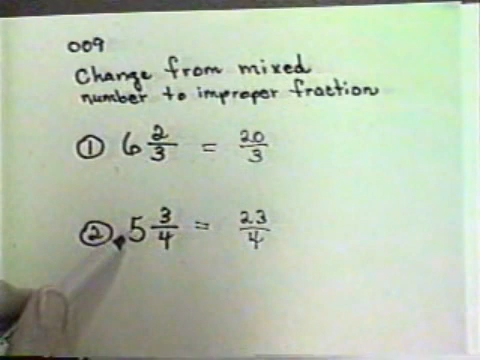 009
Change from mixed
number to improper fraction
① 6 2/3 = 20/3
② 5 3/4 = 23/4